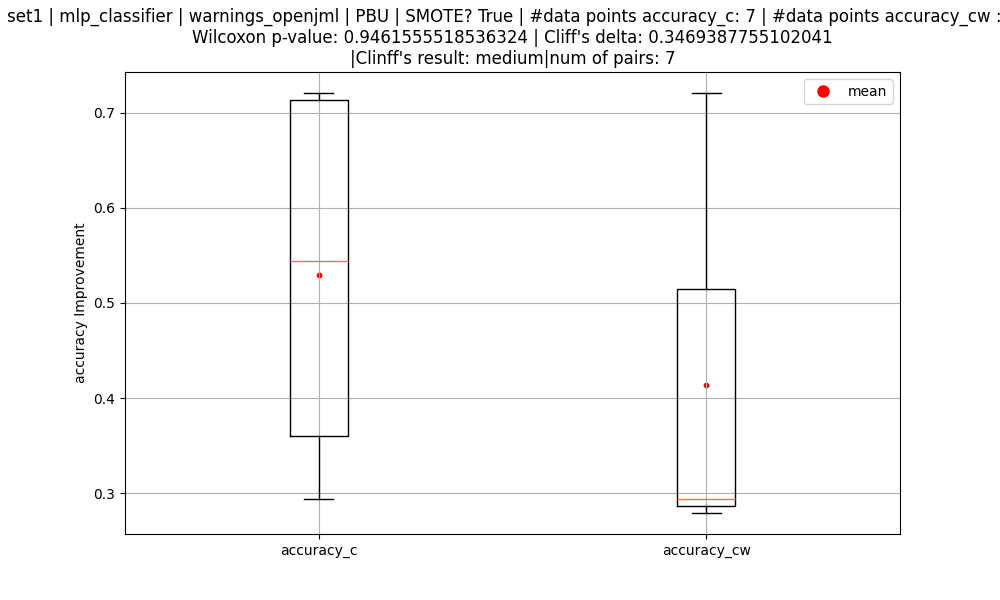 set1 | mlp_classifier | warnings_openjml | PBU | SMOTE? True | #data points accuracy_c: 7 | #data points accuracy_cw :
Wilcoxon p-value: 0.9461555518536324 | Cliff's delta: 0.3469387755102041
|Clinff's result: medium|num of pairs: 7
mean
0.7
0.6
0.5
0.4
0.3
accuracy Improvement
accuracy_c
accuracy_cw